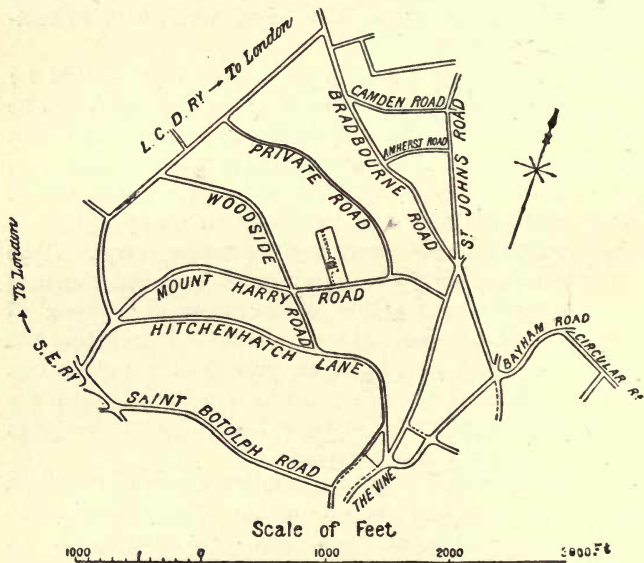 L. C. D. RY. → To London
CAMDEN ROAD
AMHERST ROAD
BRADBOURNE ROAD
ST JOHNS ROAD
PRIVATE ROAD
WOODSIDE ROAD
MOUNT HARRY ROAD
HITCHENHATCH LANE
S. E. RY → To London
SAINT BOTOLPH ROAD
BAYHAM ROAD
CIRCULAR RD
THE VINE
Scale of Feet
1000 0 1000 2000 3000 Ft